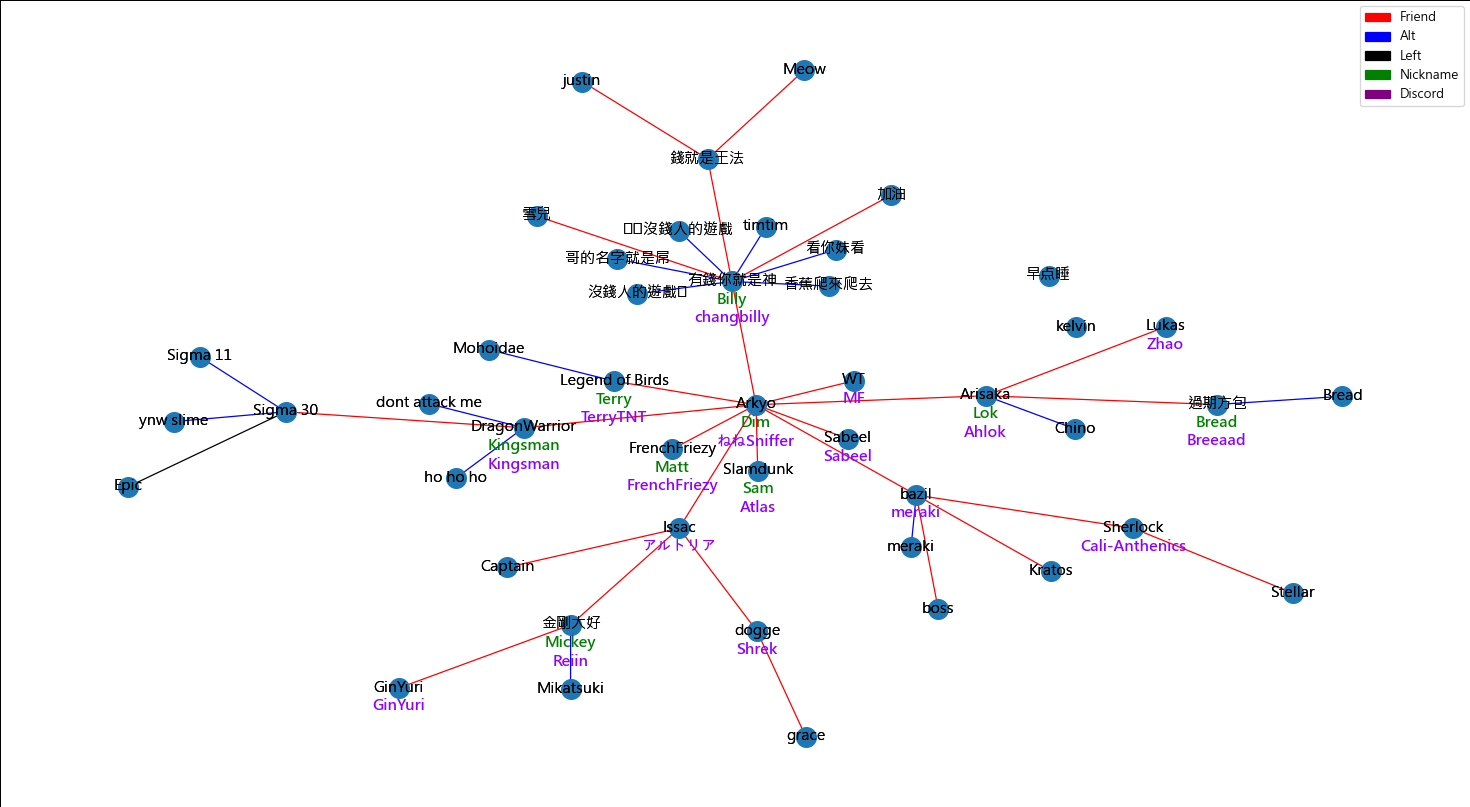 Friend
Alt
Left
Nickname
Discord
justin
Meow
錢就是王法
加油
雪兒
沒錢人的遊戲
timtim
看你妹看
哥的名字就是屌
有錢你就是神
Billy
changbilly
香蕉爬來爬去
沒錢人的遊戲
早点睡
kelvin
Lukas
Zhao
Mohoidae
Sigma 11
Legend of Birds
Terry
TerryTNT
WT
MF
Arisaka
Lok
Ahlok
過期方包
Bread
Breeaad
Bread
dont attack me
Arkyo
Dim
ねねSniffer
Sigma 30
ynw slime
DragonWarrior
Kingsman
Kingsman
Chino
Sabeel
Sabeel
FrenchFriezy
Matt
FrenchFriezy
Slamdunk
Sam
Atlas
ho ho ho
Epic
bazil
meraki
Issac
アルトリア
Sherlock
Cali-Anthenics
meraki
Captain
Kratos
Stellar
boss
金剛大好
Mickey
Reiin
dogge
Shrek
GinYuri
GinYuri
Mikatsuki
grace